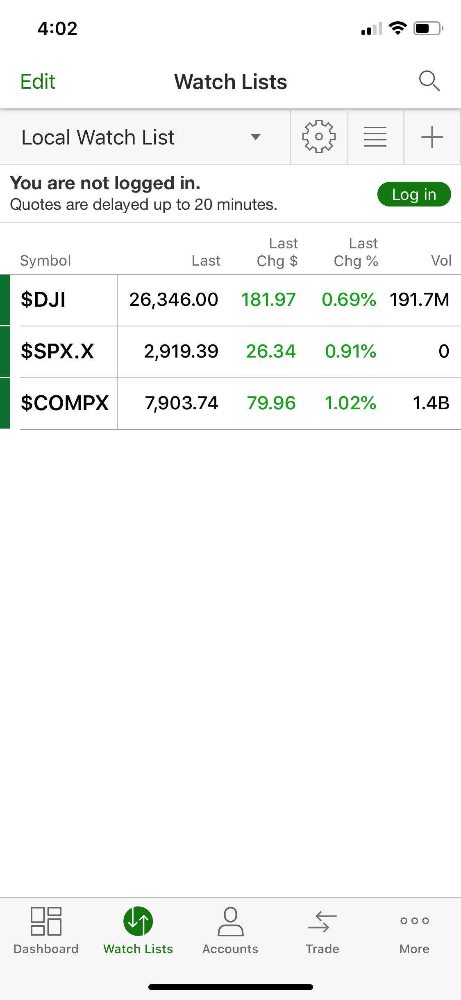 4:02
Edit
Watch Lists
Local Watch List
You are not logged in.
Quotes are delayed up to 20 minutes.
Log in
Symbol Last Last Chg $ Last Chg % Vol
$DJI 26,346.00 181.97 0.69% 191.7M
$SPX.X 2,919.39 26.34 0.91% 0
$COMPX 7,903.74 79.96 1.02% 1.4B
Dashboard Watch Lists Accounts Trade More